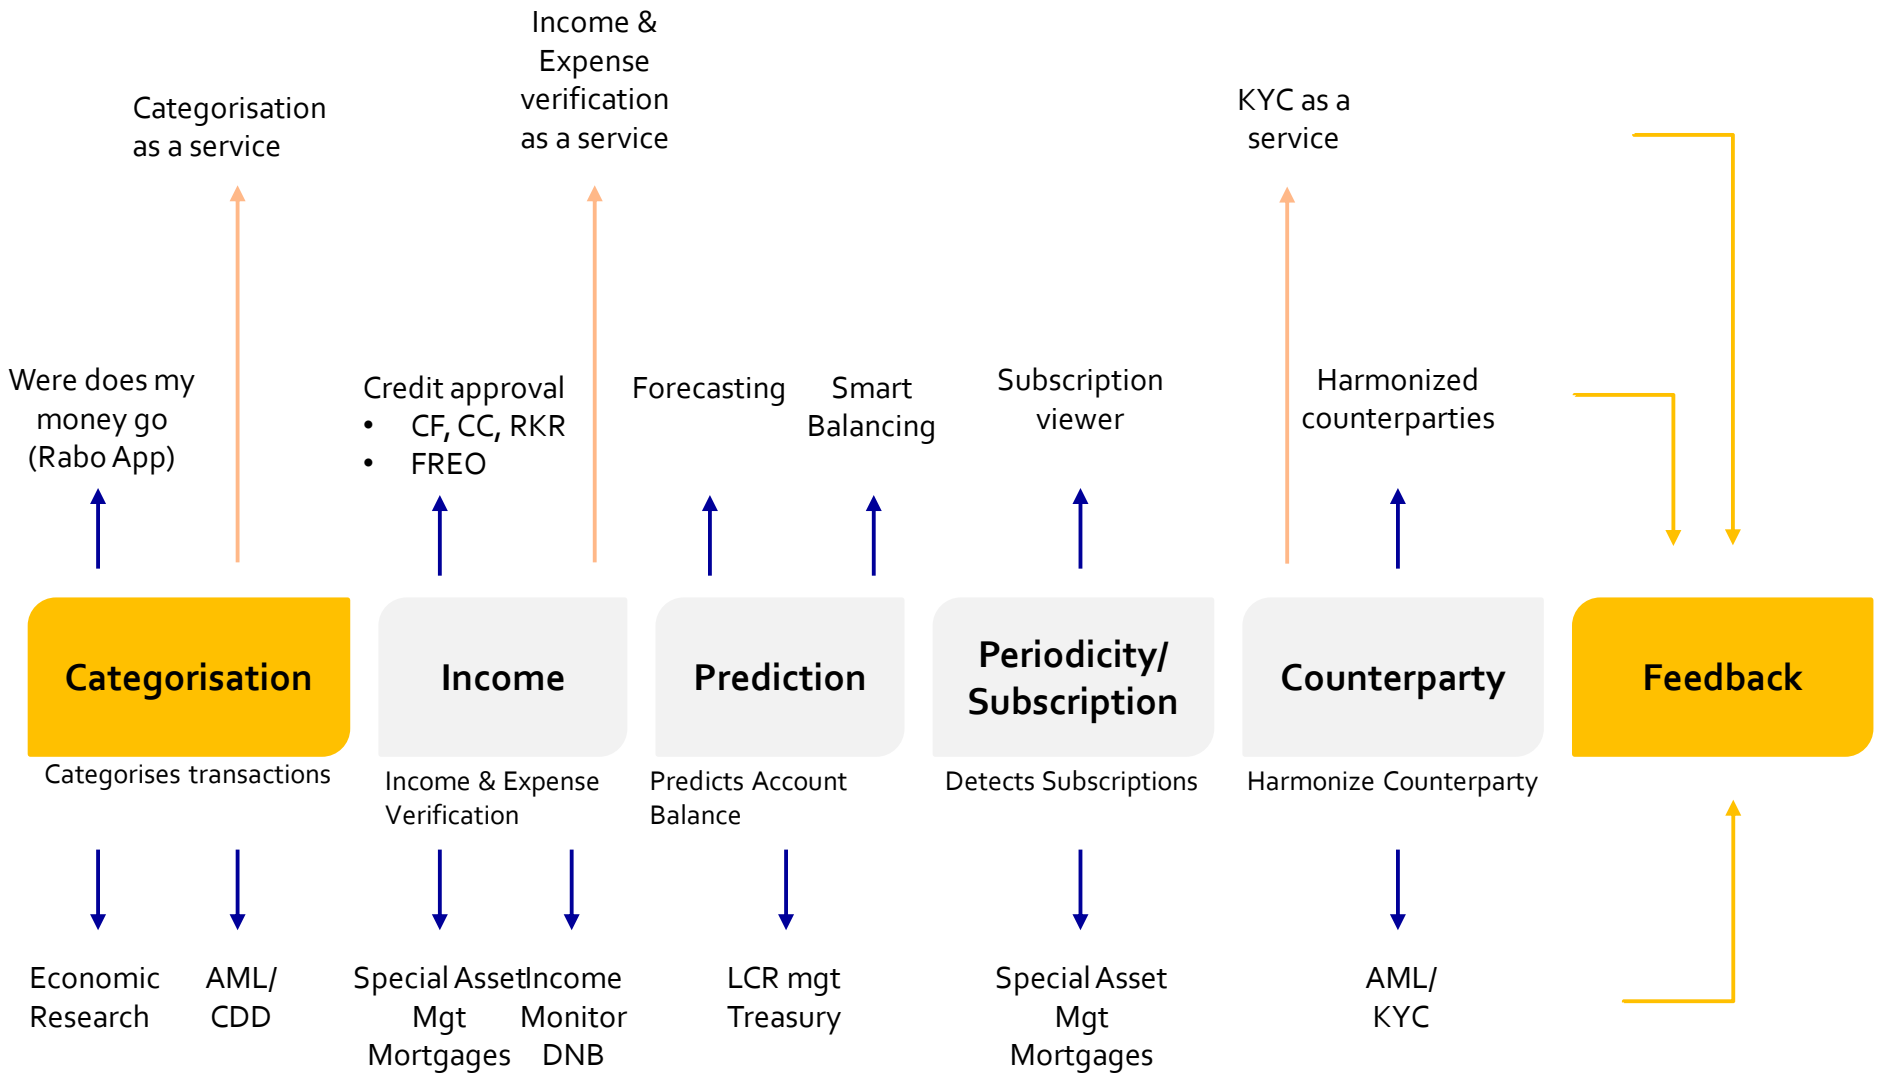 Income &
Expense
verification
as a service
Categorisation
as a service
KYC as a
service
Were does my
money go
(Rabo App)
Credit approval
• CF, CC, RKR
• FREO
Forecasting
Smart
Balancing
Subscription
viewer
Harmonized
counterparties
Categorisation
Income
Prediction
Periodicity/
Subscription
Counterparty
Feedback
Categorises transactions
Income & Expense
Verification
Predicts Account
Balance
Detects Subscriptions
Harmonize Counterparty
Economic
Research
AML/
CDD
Special Asset
Mgt
Mortgages
Income
Monitor
DNB
LCR mgt
Treasury
Special Asset
Mgt
Mortgages
AML/
KYC